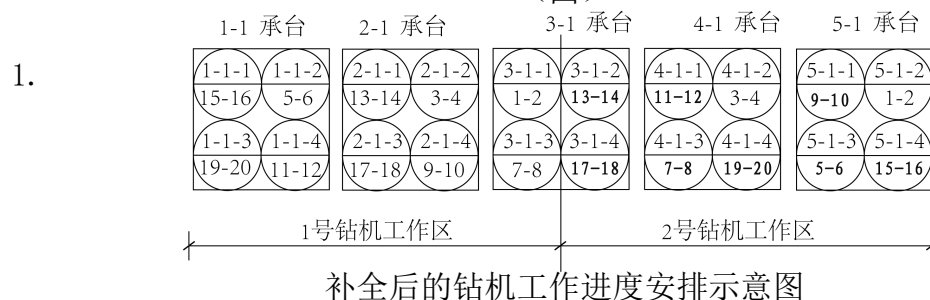 1-1 承台 2-1 承台 3-1 承台 4-1 承台 5-1 承台
1.
1-1-1 1-1-2 2-1-1 2-1-2 3-1-1 3-1-2 4-1-1 4-1-2 5-1-1 5-1-2
15-16 5-6 13-14 3-4 1-2 13-14 11-12 3-4 9-10 1-2
1-1-3 1-1-4 2-1-3 2-1-4 3-1-3 3-1-4 4-1-3 4-1-4 5-1-3 5-1-4
19-20 11-12 17-18 9-10 7-8 17-18 7-8 19-20 5-6 15-16
1号钻机工作区 2号钻机工作区
补全后的钻机工作进度安排示意图